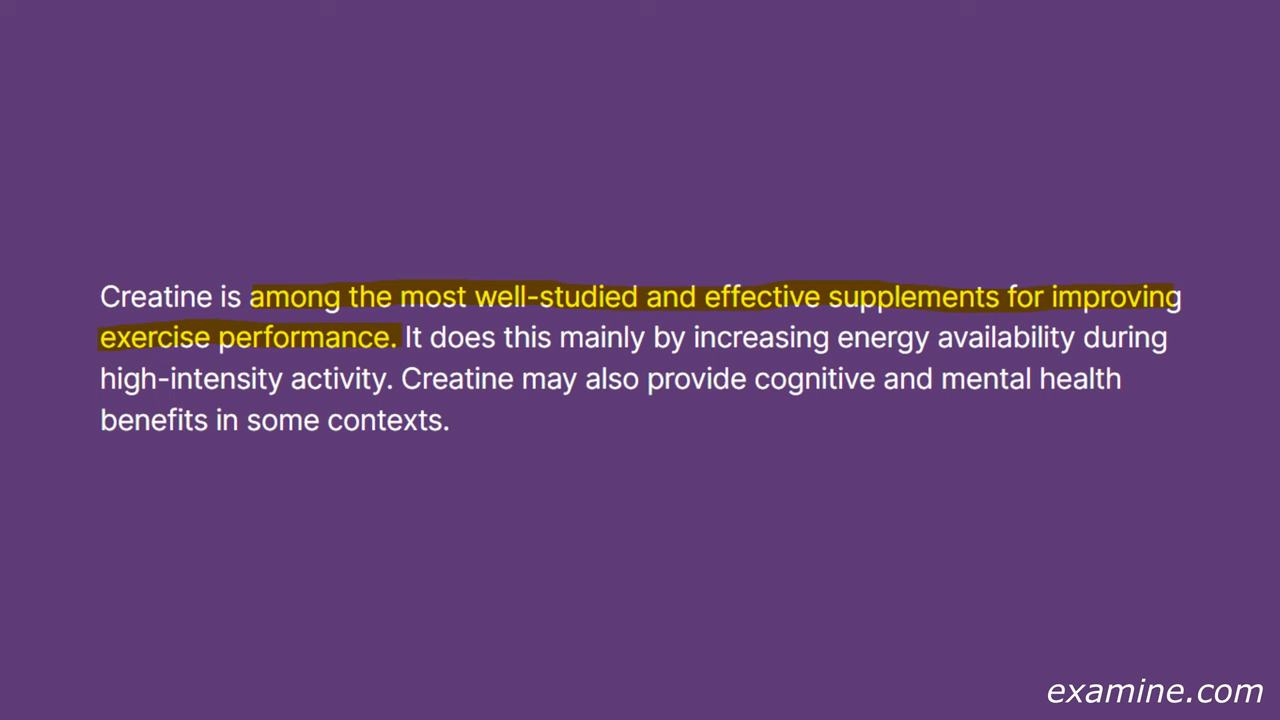 Creatine is among the most well-studied and effective supplements for improving
exercise performance. It does this mainly by increasing energy availability during
high-intensity activity. Creatine may also provide cognitive and mental health
benefits in some contexts.
examine.com